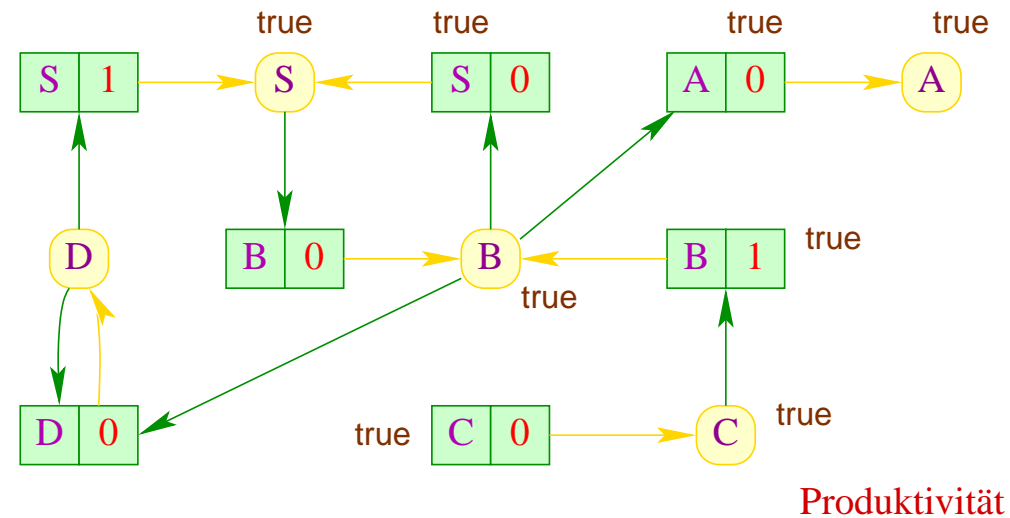 true true true true
S 1 S S 0 A 0 A
D B 0 B B 1 true
true
D 0 true C 0 C true
Produktivität